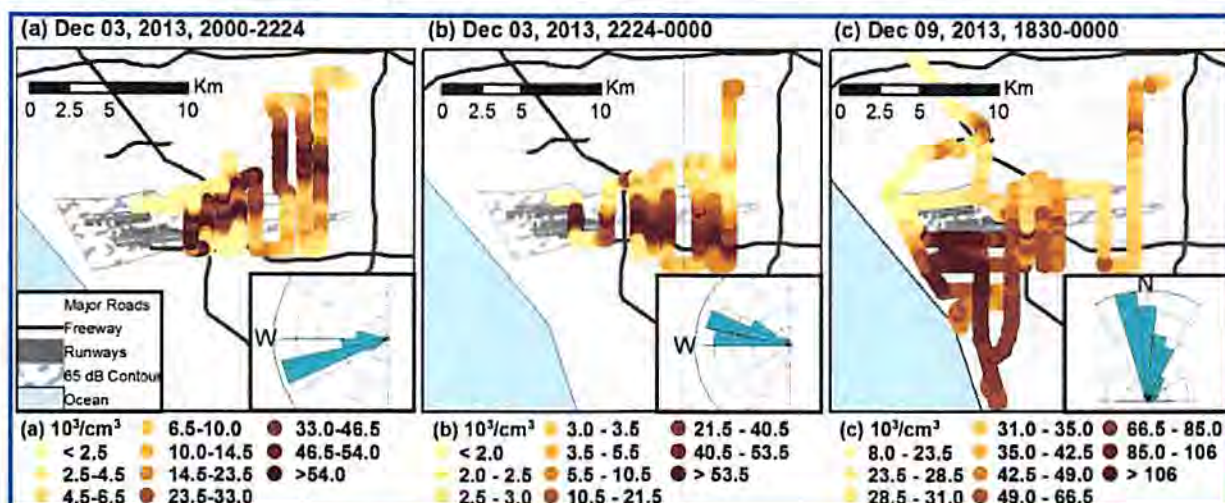 (a) Dec 03, 2013, 2000-2224
(b) Dec 03, 2013, 2224-0000
(c) Dec 09, 2013, 1830-0000
Km
0 2.5 5 10
Km
0 2.5 5 10
Km
0 2.5 5 10
Major Roads
Freeway
Runways
65 dB Contour
Ocean
W
W
N
(a) 10³/cm³
< 2.5
2.5-4.5
4.5-6.5
6.5-10.0
10.0-14.5
14.5-23.5
23.5-33.0
33.0-46.5
46.5-54.0
>54.0
(b) 10³/cm³
< 2.0
2.0 - 2.5
2.5 - 3.0
3.0 - 3.5
3.5 - 5.5
5.5 - 10.5
10.5 - 21.5
21.5 - 40.5
40.5 - 53.5
> 53.5
(c) 10³/cm³
8.0 - 23.5
23.5 - 28.5
28.5 - 31.0
31.0 - 35.0
35.0 - 42.5
42.5 - 49.0
49.0 - 66.5
66.5 - 85.0
85.0 - 106
> 106